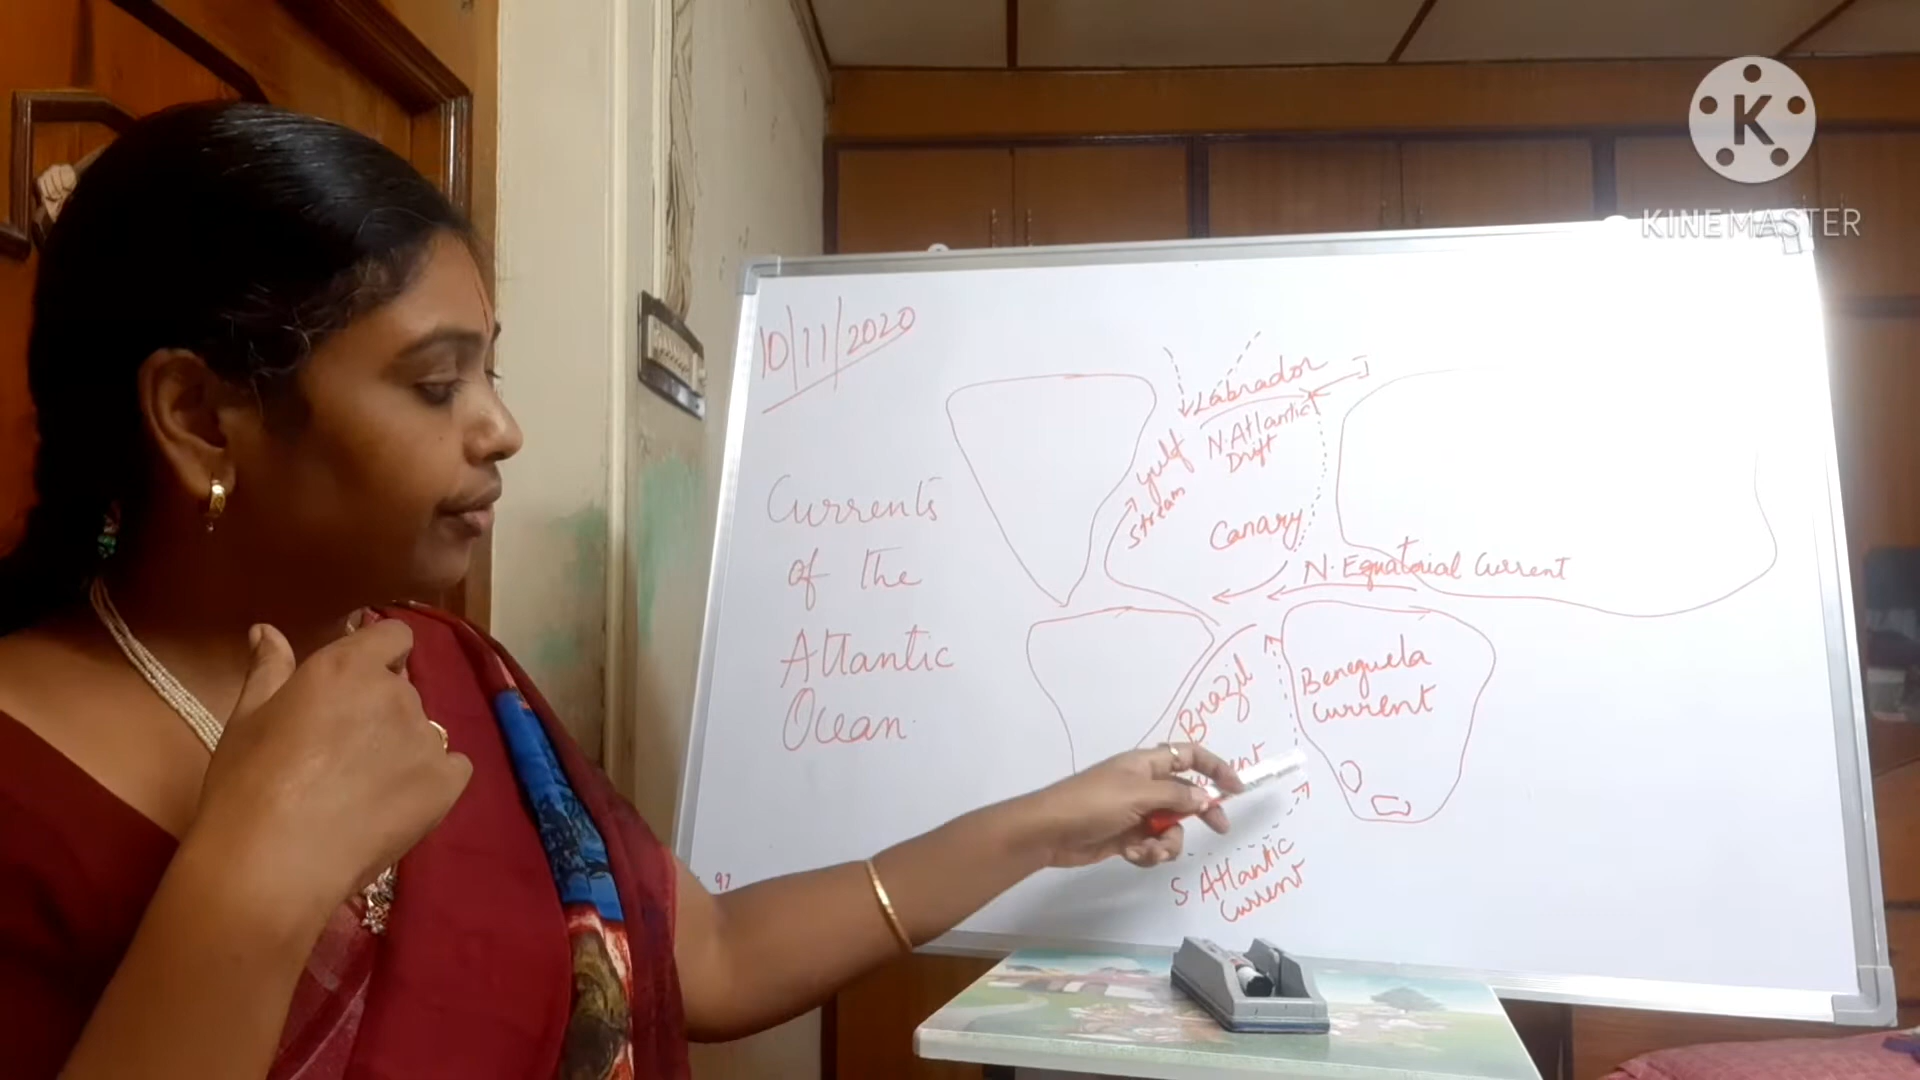 K
KINEMASTER
10/11/2020
Currents
of the
Atlantic
Ocean.
Labrador
N. Atlantic
Drift
Gulf
Stream
Canary
N. Equatorial Current
Brazil
Beneguela
Current
S. Atlantic
Current